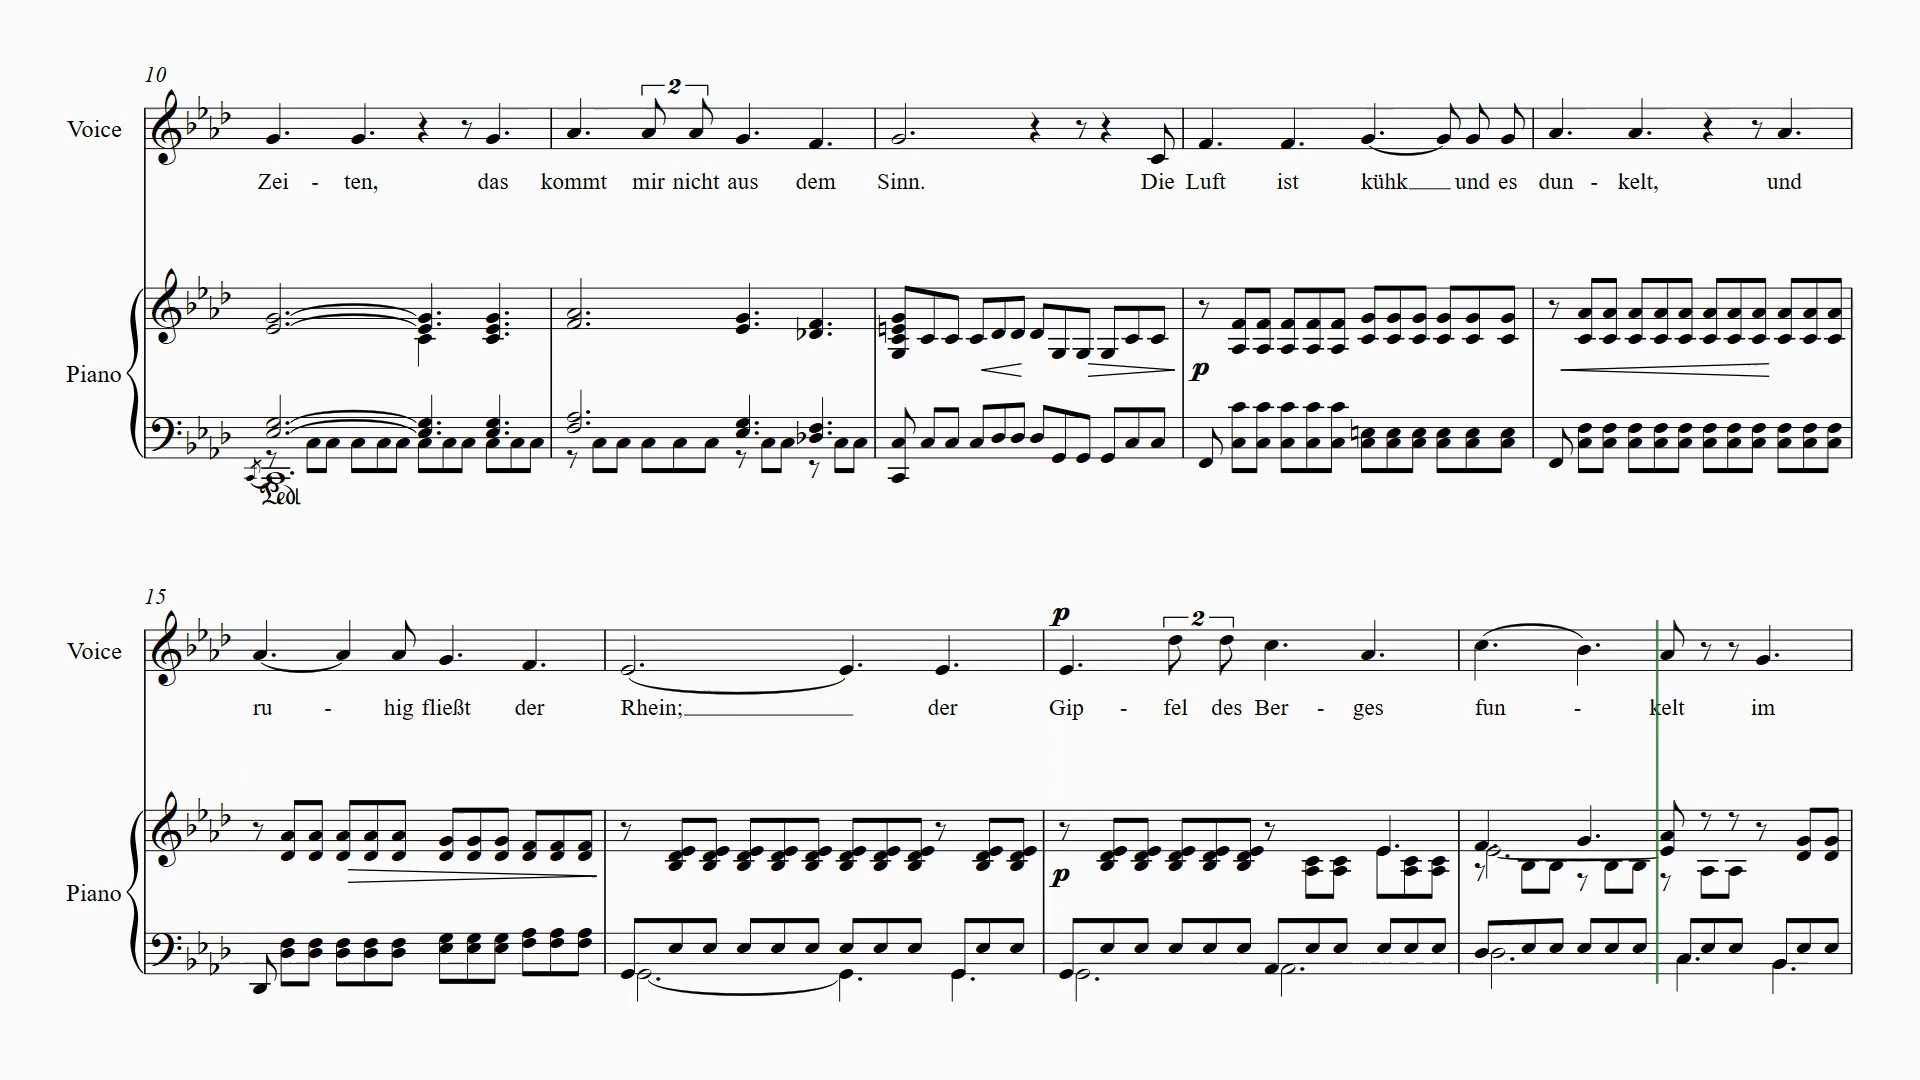 10
2
Voice
Zei - ten, das kommt mir nicht aus dem Sinn. Die Luft ist kühk und es dun - kelt, und
Piano
p
Ped
15
p
2
Voice
ru - hig fließt der Rhein; der Gip - fel des Ber - ges fun - kelt im
Piano
p